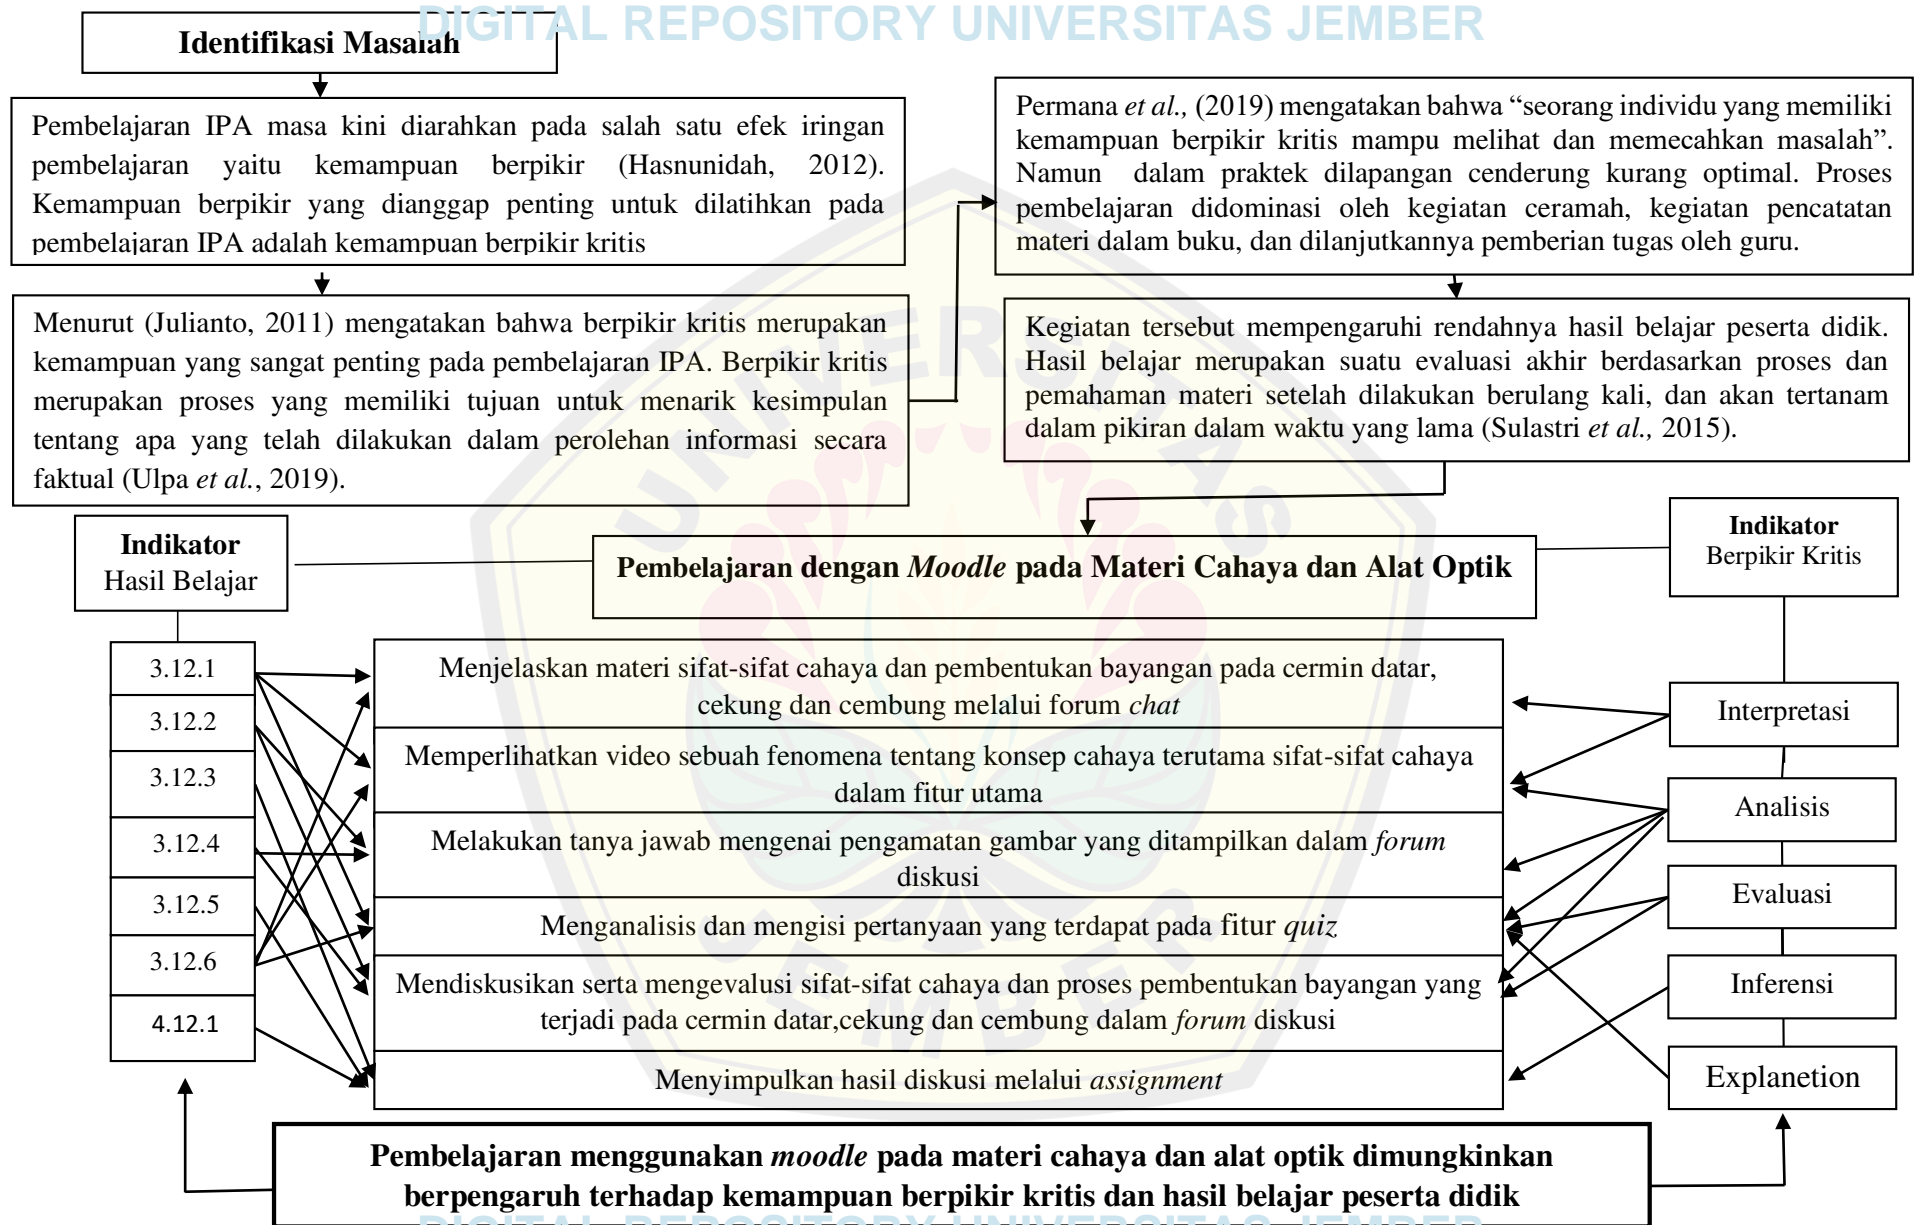 DIGITAL REPOSITORY UNIVERSITAS JEMBER
Identifikasi Masalah
Pembelajaran IPA masa kini diarahkan pada salah satu efek iringan
pembelajaran yaitu kemampuan berpikir (Hasnunidah, 2012).
Kemampuan berpikir yang dianggap penting untuk dilatihkan pada
pembelajaran IPA adalah kemampuan berpikir kritis
Menurut (Julianto, 2011) mengatakan bahwa berpikir kritis merupakan
kemampuan yang sangat penting pada pembelajaran IPA. Berpikir kritis
merupakan proses yang memiliki tujuan untuk menarik kesimpulan
tentang apa yang telah dilakukan dalam perolehan informasi secara
faktual (Ulpa et al., 2019).
Permana et al., (2019) mengatakan bahwa “seorang individu yang memiliki
kemampuan berpikir kritis mampu melihat dan memecahkan masalah”.
Namun dalam praktek dilapangan cenderung kurang optimal. Proses
pembelajaran didominasi oleh kegiatan ceramah, kegiatan pencatatan
materi dalam buku, dan dilanjutkannya pemberian tugas oleh guru.
Kegiatan tersebut mempengaruhi rendahnya hasil belajar peserta didik.
Hasil belajar merupakan suatu evaluasi akhir berdasarkan proses dan
pemahaman materi setelah dilakukan berulang kali, dan akan tertanam
dalam pikiran dalam waktu yang lama (Sulastri et al., 2015).
Indikator
Hasil Belajar
Pembelajaran dengan Moodle pada Materi Cahaya dan Alat Optik
Indikator
Berpikir Kritis
3.12.1
3.12.2
3.12.3
3.12.4
3.12.5
3.12.6
4.12.1
Menjelaskan materi sifat-sifat cahaya dan pembentukan bayangan pada cermin datar,
cekung dan cembung melalui forum chat
Memperlihatkan video sebuah fenomena tentang konsep cahaya terutama sifat-sifat cahaya
dalam fitur utama
Melakukan tanya jawab mengenai pengamatan gambar yang ditampilkan dalam forum
diskusi
Menganalisis dan mengisi pertanyaan yang terdapat pada fitur quiz
Mendiskusikan serta mengevalusi sifat-sifat cahaya dan proses pembentukan bayangan yang
terjadi pada cermin datar,cekung dan cembung dalam forum diskusi
Menyimpulkan hasil diskusi melalui assignment
Interpretasi
Analisis
Evaluasi
Inferensi
Explanetion
UNIVERSITAS
JEMBER
Pembelajaran menggunakan moodle pada materi cahaya dan alat optik dimungkinkan
berpengaruh terhadap kemampuan berpikir kritis dan hasil belajar peserta didik
DIGITAL REPOSITORY UNIVERSITAS JEMBER